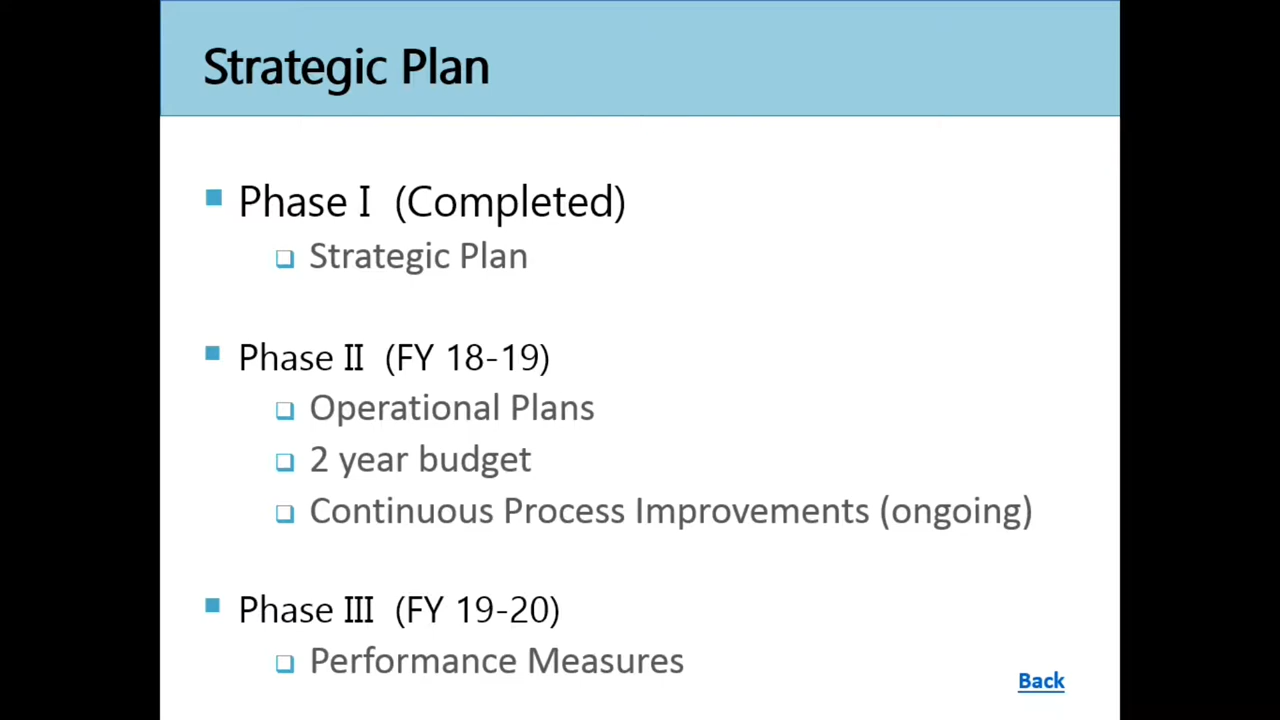 Strategic Plan
Phase I (Completed)
Strategic Plan
Phase II (FY 18-19)
Operational Plans
2 year budget
Continuous Process Improvements (ongoing)
Phase III (FY 19-20)
Performance Measures
Back